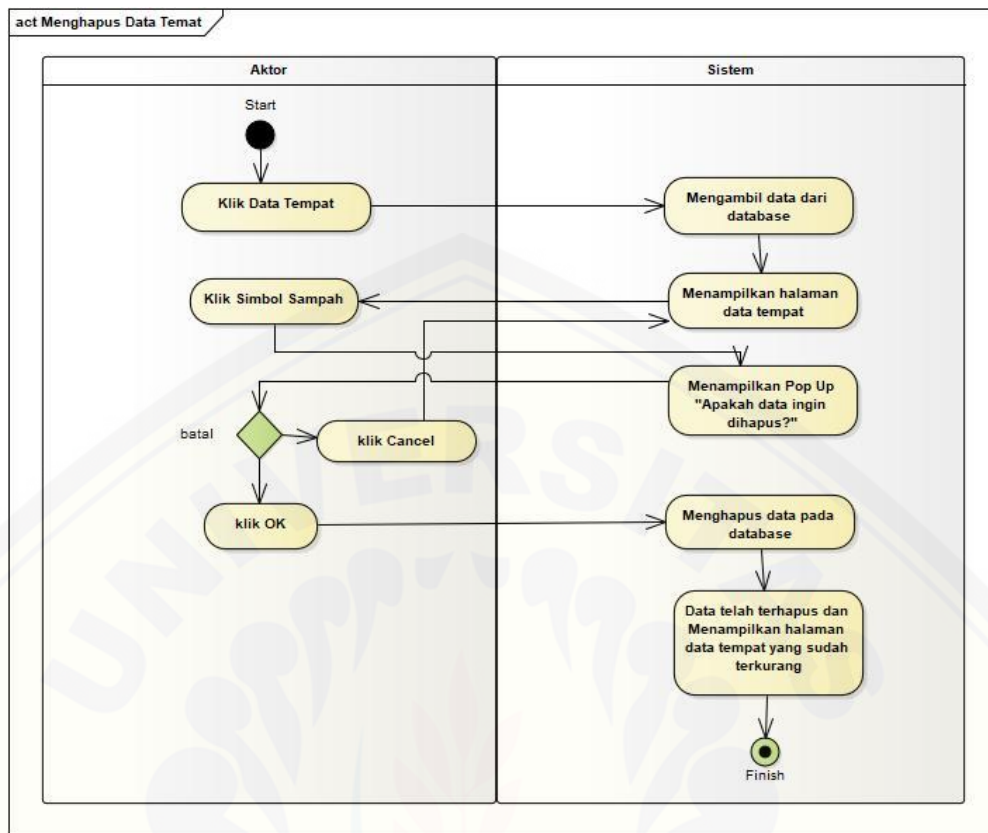 act Menghapus Data Temat
Aktor
Sistem
Start
Klik Data Tempat
Mengambil data dari
database
Klik Simbol Sampah
Menampilkan halaman
data tempat
Menampilkan Pop Up
"Apakah data ingin
dihapus?"
batal
klik Cancel
klik OK
Menghapus data pada
database
Data telah terhapus dan
Menampilkan halaman
data tempat yang sudah
terkurang
Finish
UNIVERSITAS